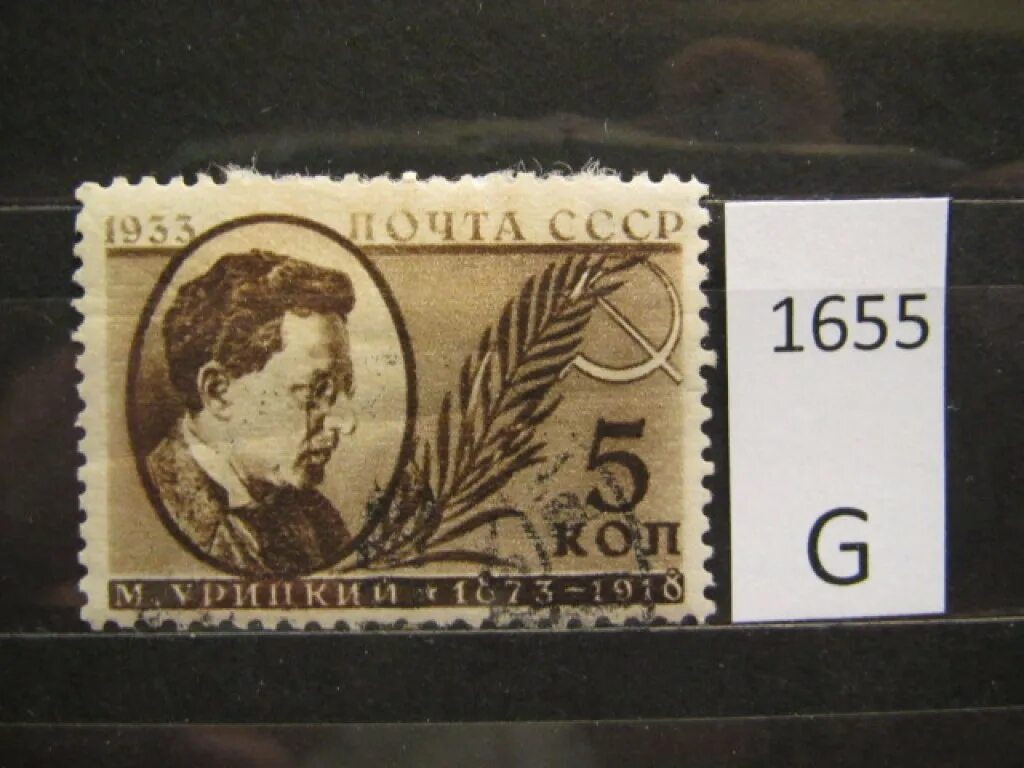 1933 ПОЧТА СССР
5
КОП
М. УРИЦКИЙ ★ 1873-1918
1655
G